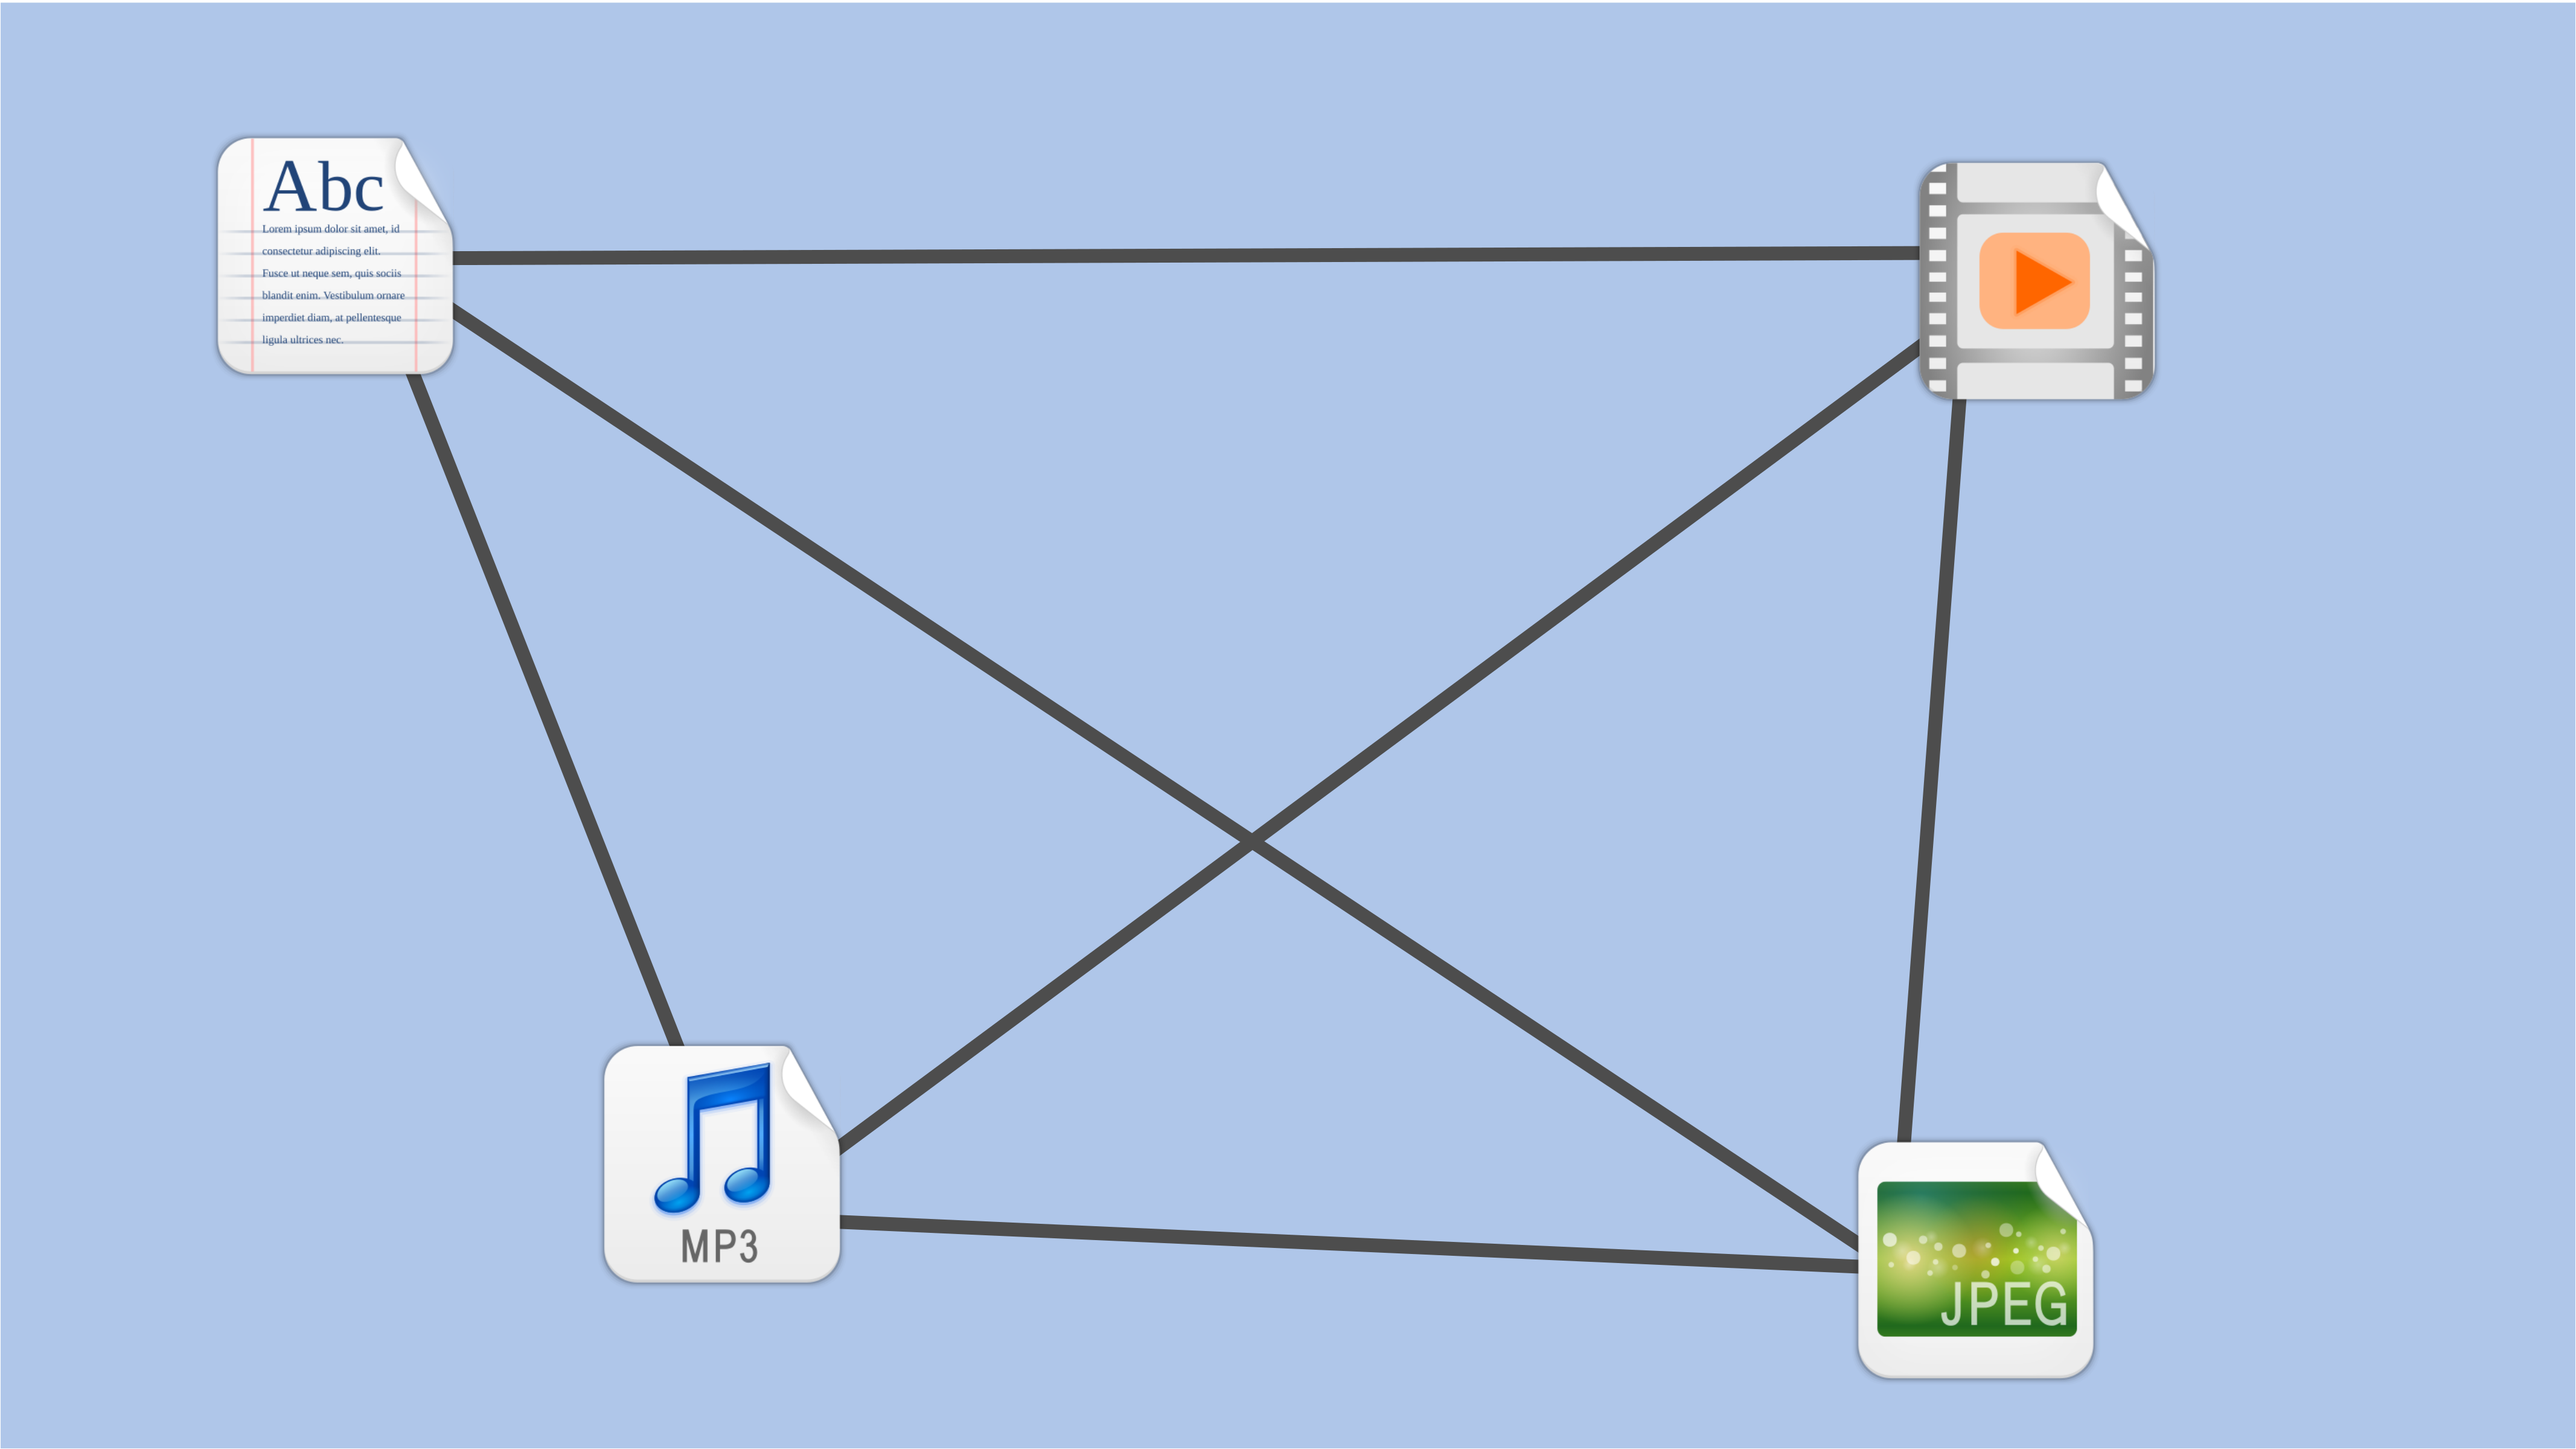 Abc
Lorem ipsum dolor sit amet, id
consectetur adipiscing elit.
Fusce ut neque sem, quis sociis
blandit enim. Vestibulum ornare
imperdiet diam, at pellentesque
ligula ultrices nec.
MP3
JPEG